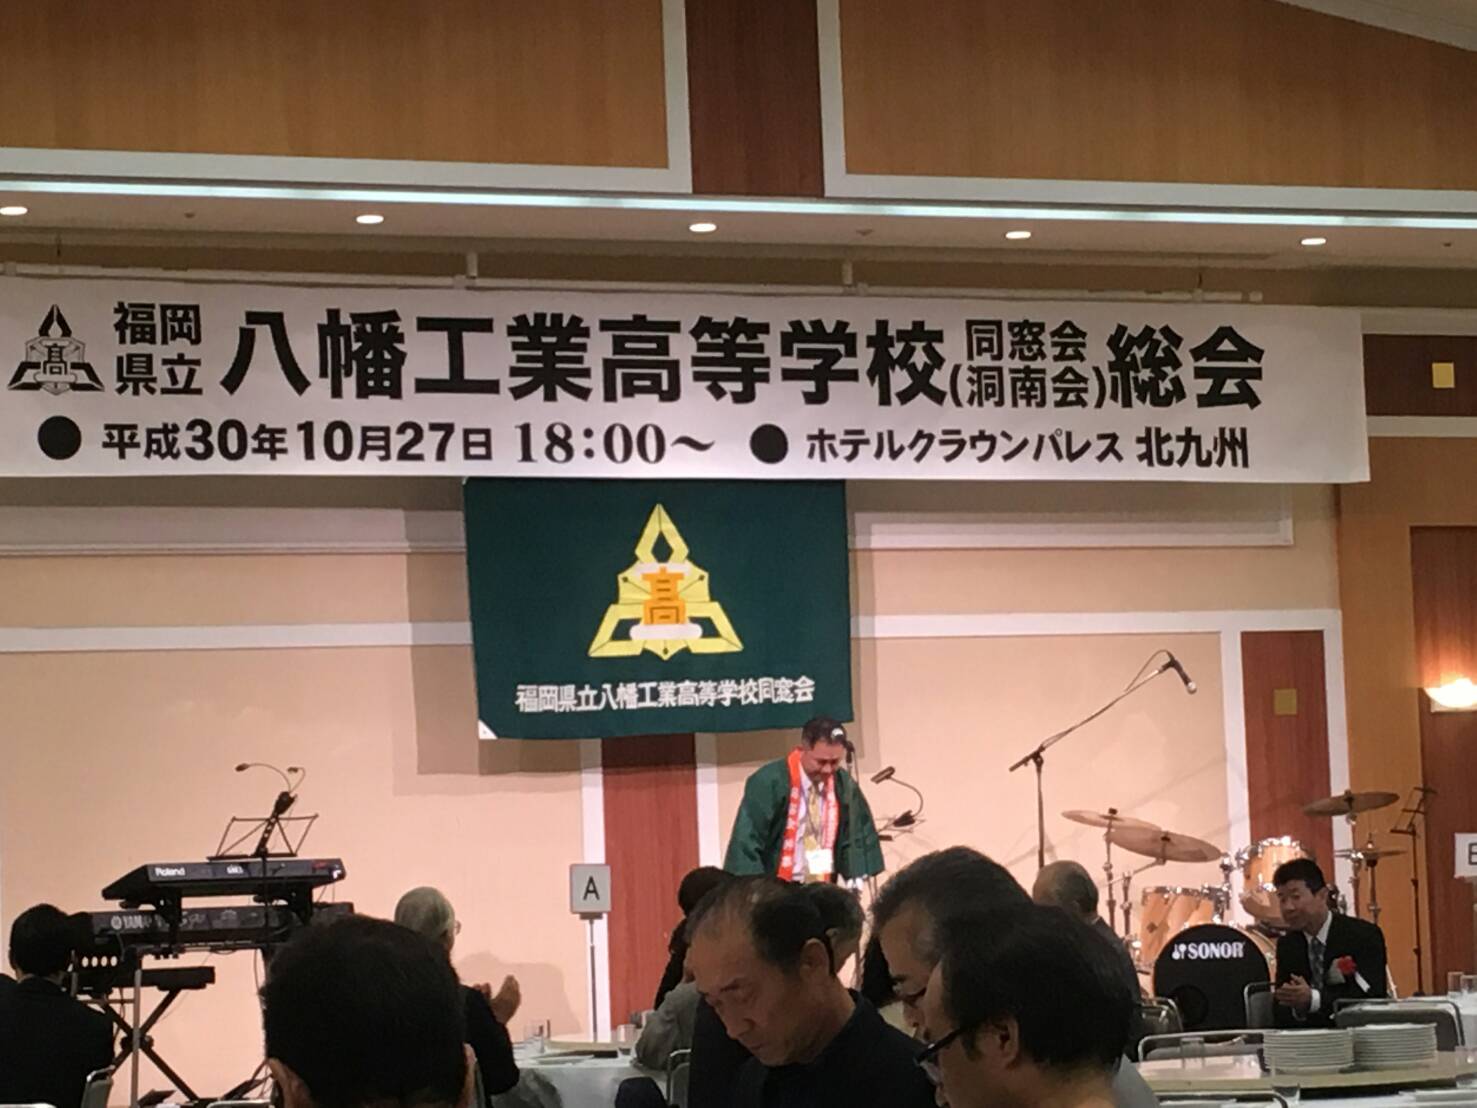 高
福岡県立 八幡工業高等学校 同窓会(洞南会) 総会
● 平成30年10月27日 18:00～ ● ホテルクラウンパレス 北九州
高
福岡県立八幡工業高等学校同窓会
Roland
YAMAHA
A
SONOR